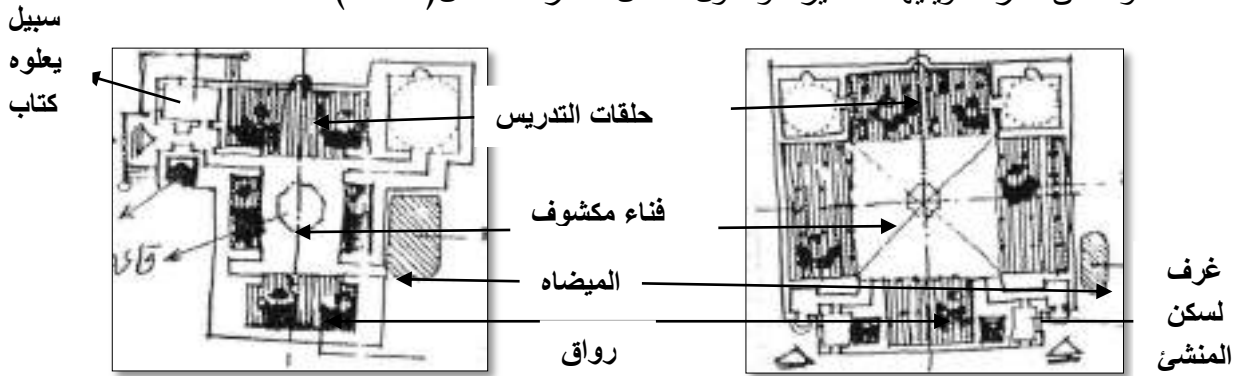 سبيل
يعلوه
كتاب
حلقات التدريس
فناء مكشوف
الميضاه
رواق
غرف
لسكن
المنشئ